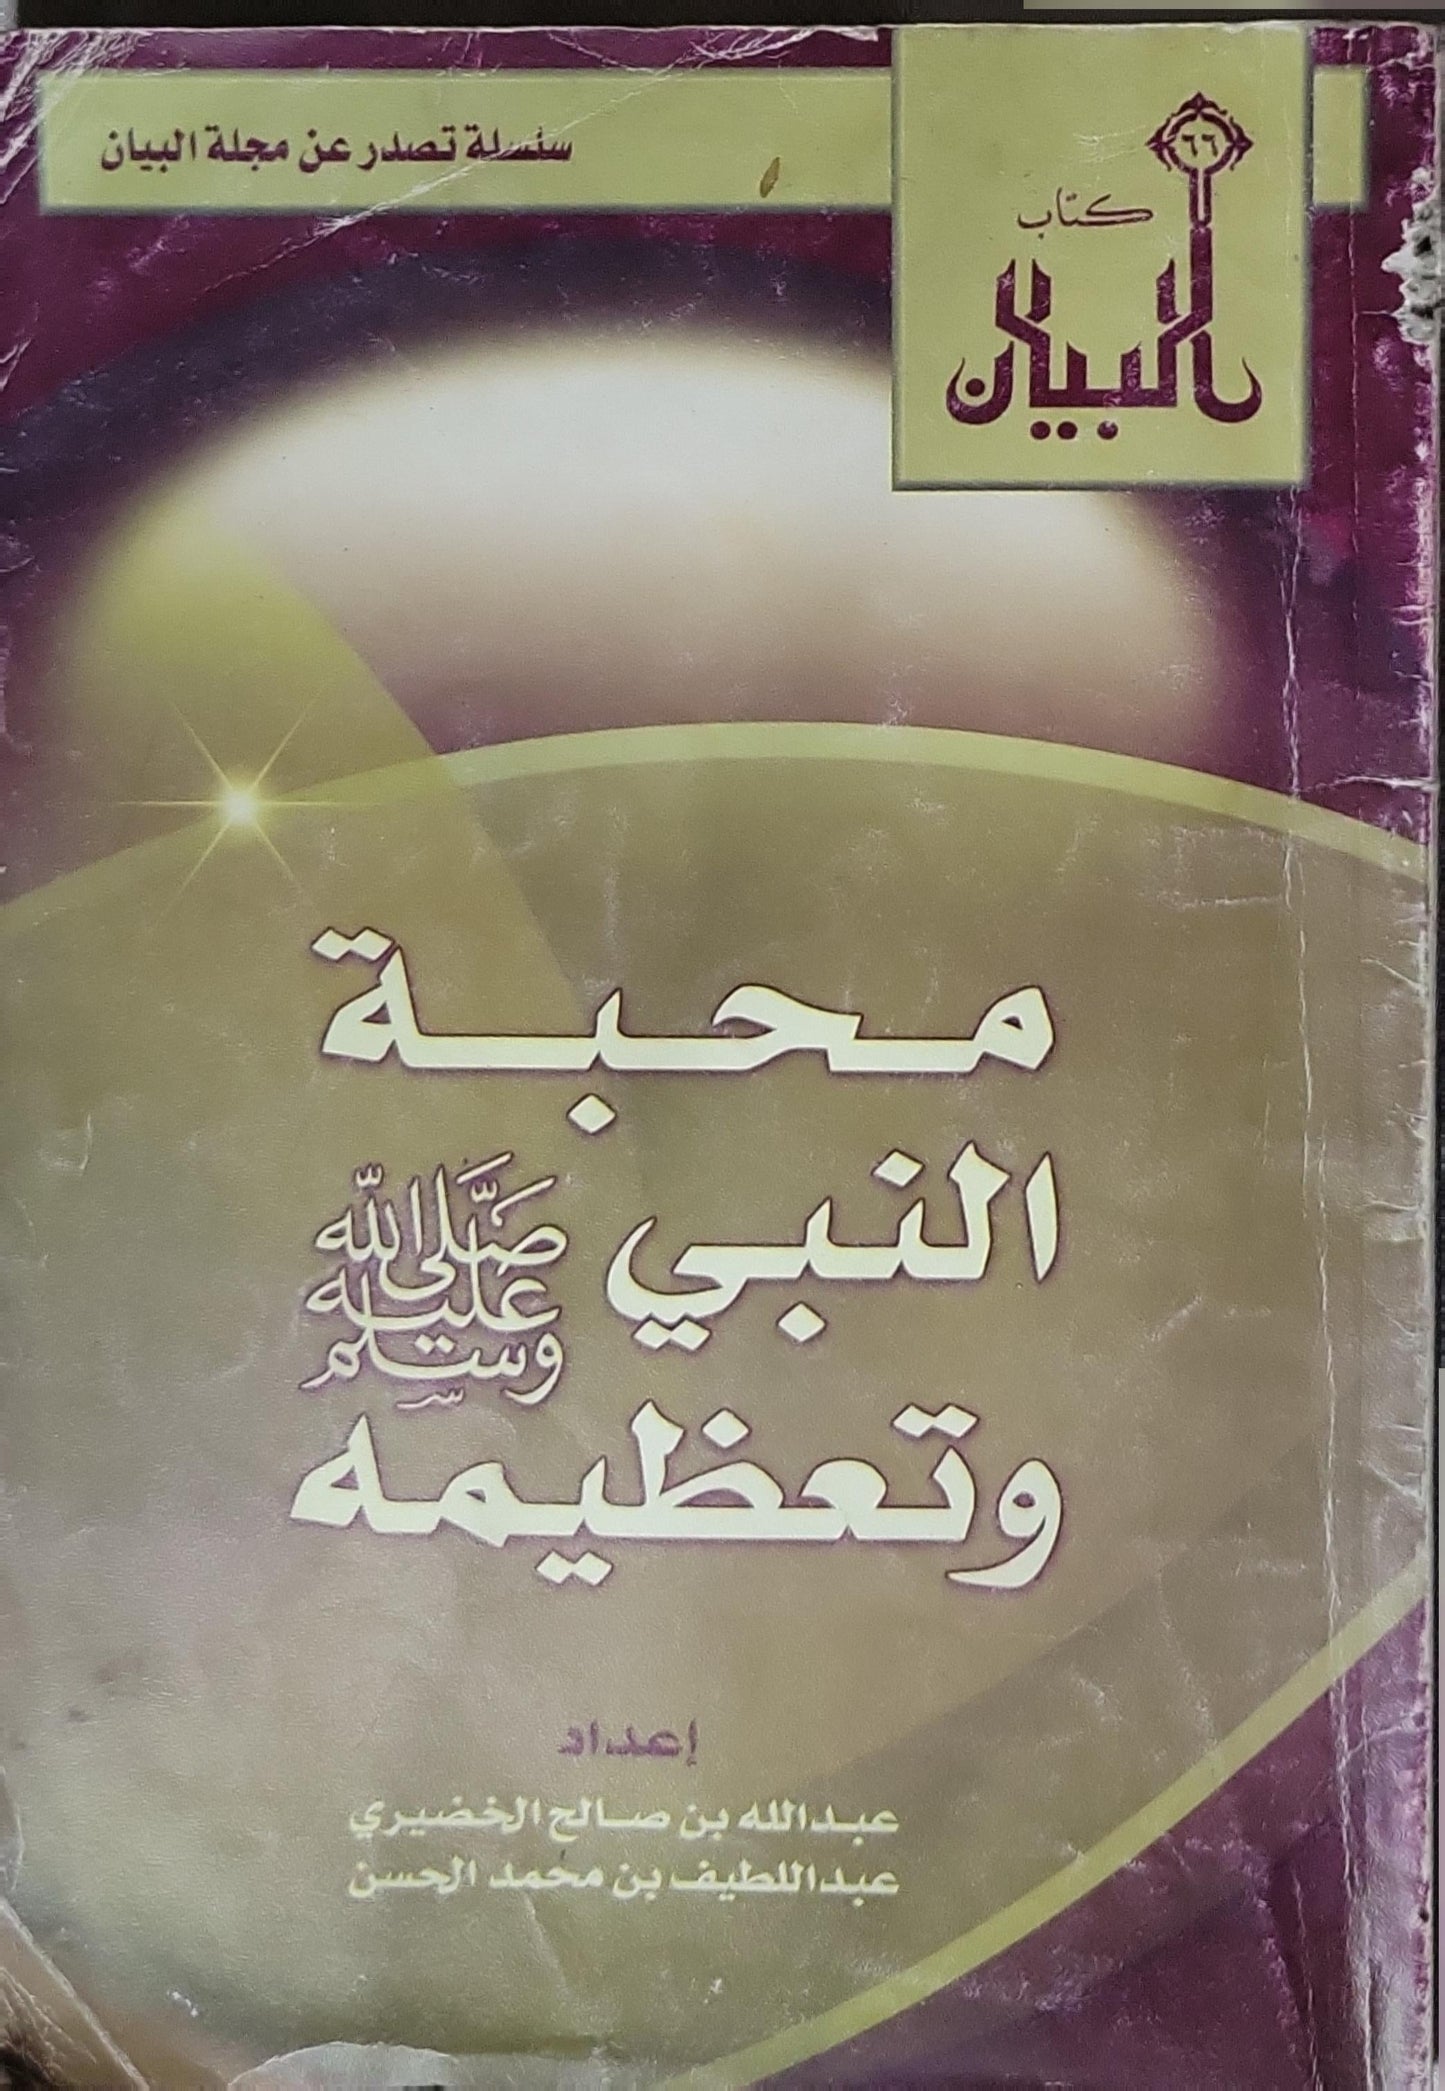 سلسلة تصدر عن مجلة البيان
٦٦
كتاب
البيان
محبة
النبي صلى الله عليه وسلم
وتعظيمه
إعداد
عبدالله بن صالح الخضيري
عبداللطيف بن محمد الحسن